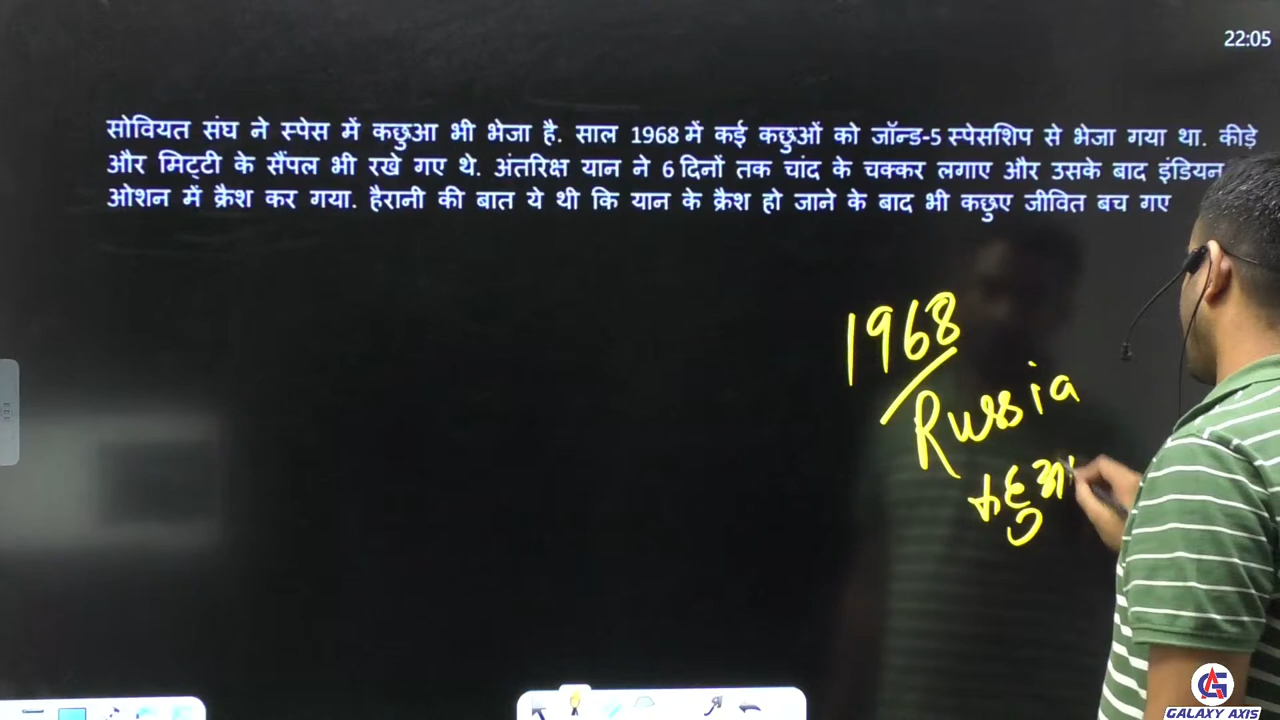 22:05
सोवियत संघ ने स्पेस में कछुआ भी भेजा है. साल 1968 में कई कछुओं को जॉन्ड-5 स्पेसशिप से भेजा गया था. कीड़े
और मिट्टी के सैंपल भी रखे गए थे. अंतरिक्ष यान ने 6 दिनों तक चांद के चक्कर लगाए और उसके बाद इंडियन
ओशन में क्रैश कर गया. हैरानी की बात ये थी कि यान के क्रैश हो जाने के बाद भी कछुए जीवित बच गए
1968
Russia
कछुआ
GALAXY AXIS